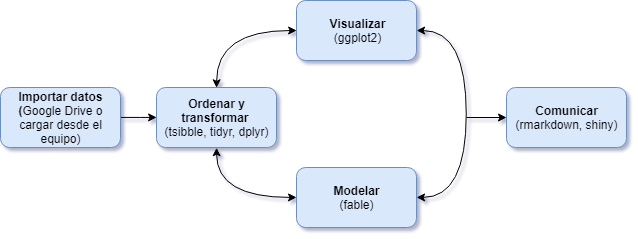 Importar datos
(Google Drive o
cargar desde el
equipo)
Ordenar y
transformar
(tsibble, tidyr, dplyr)
Visualizar
(ggplot2)
Modelar
(fable)
Comunicar
(rmarkdown, shiny)